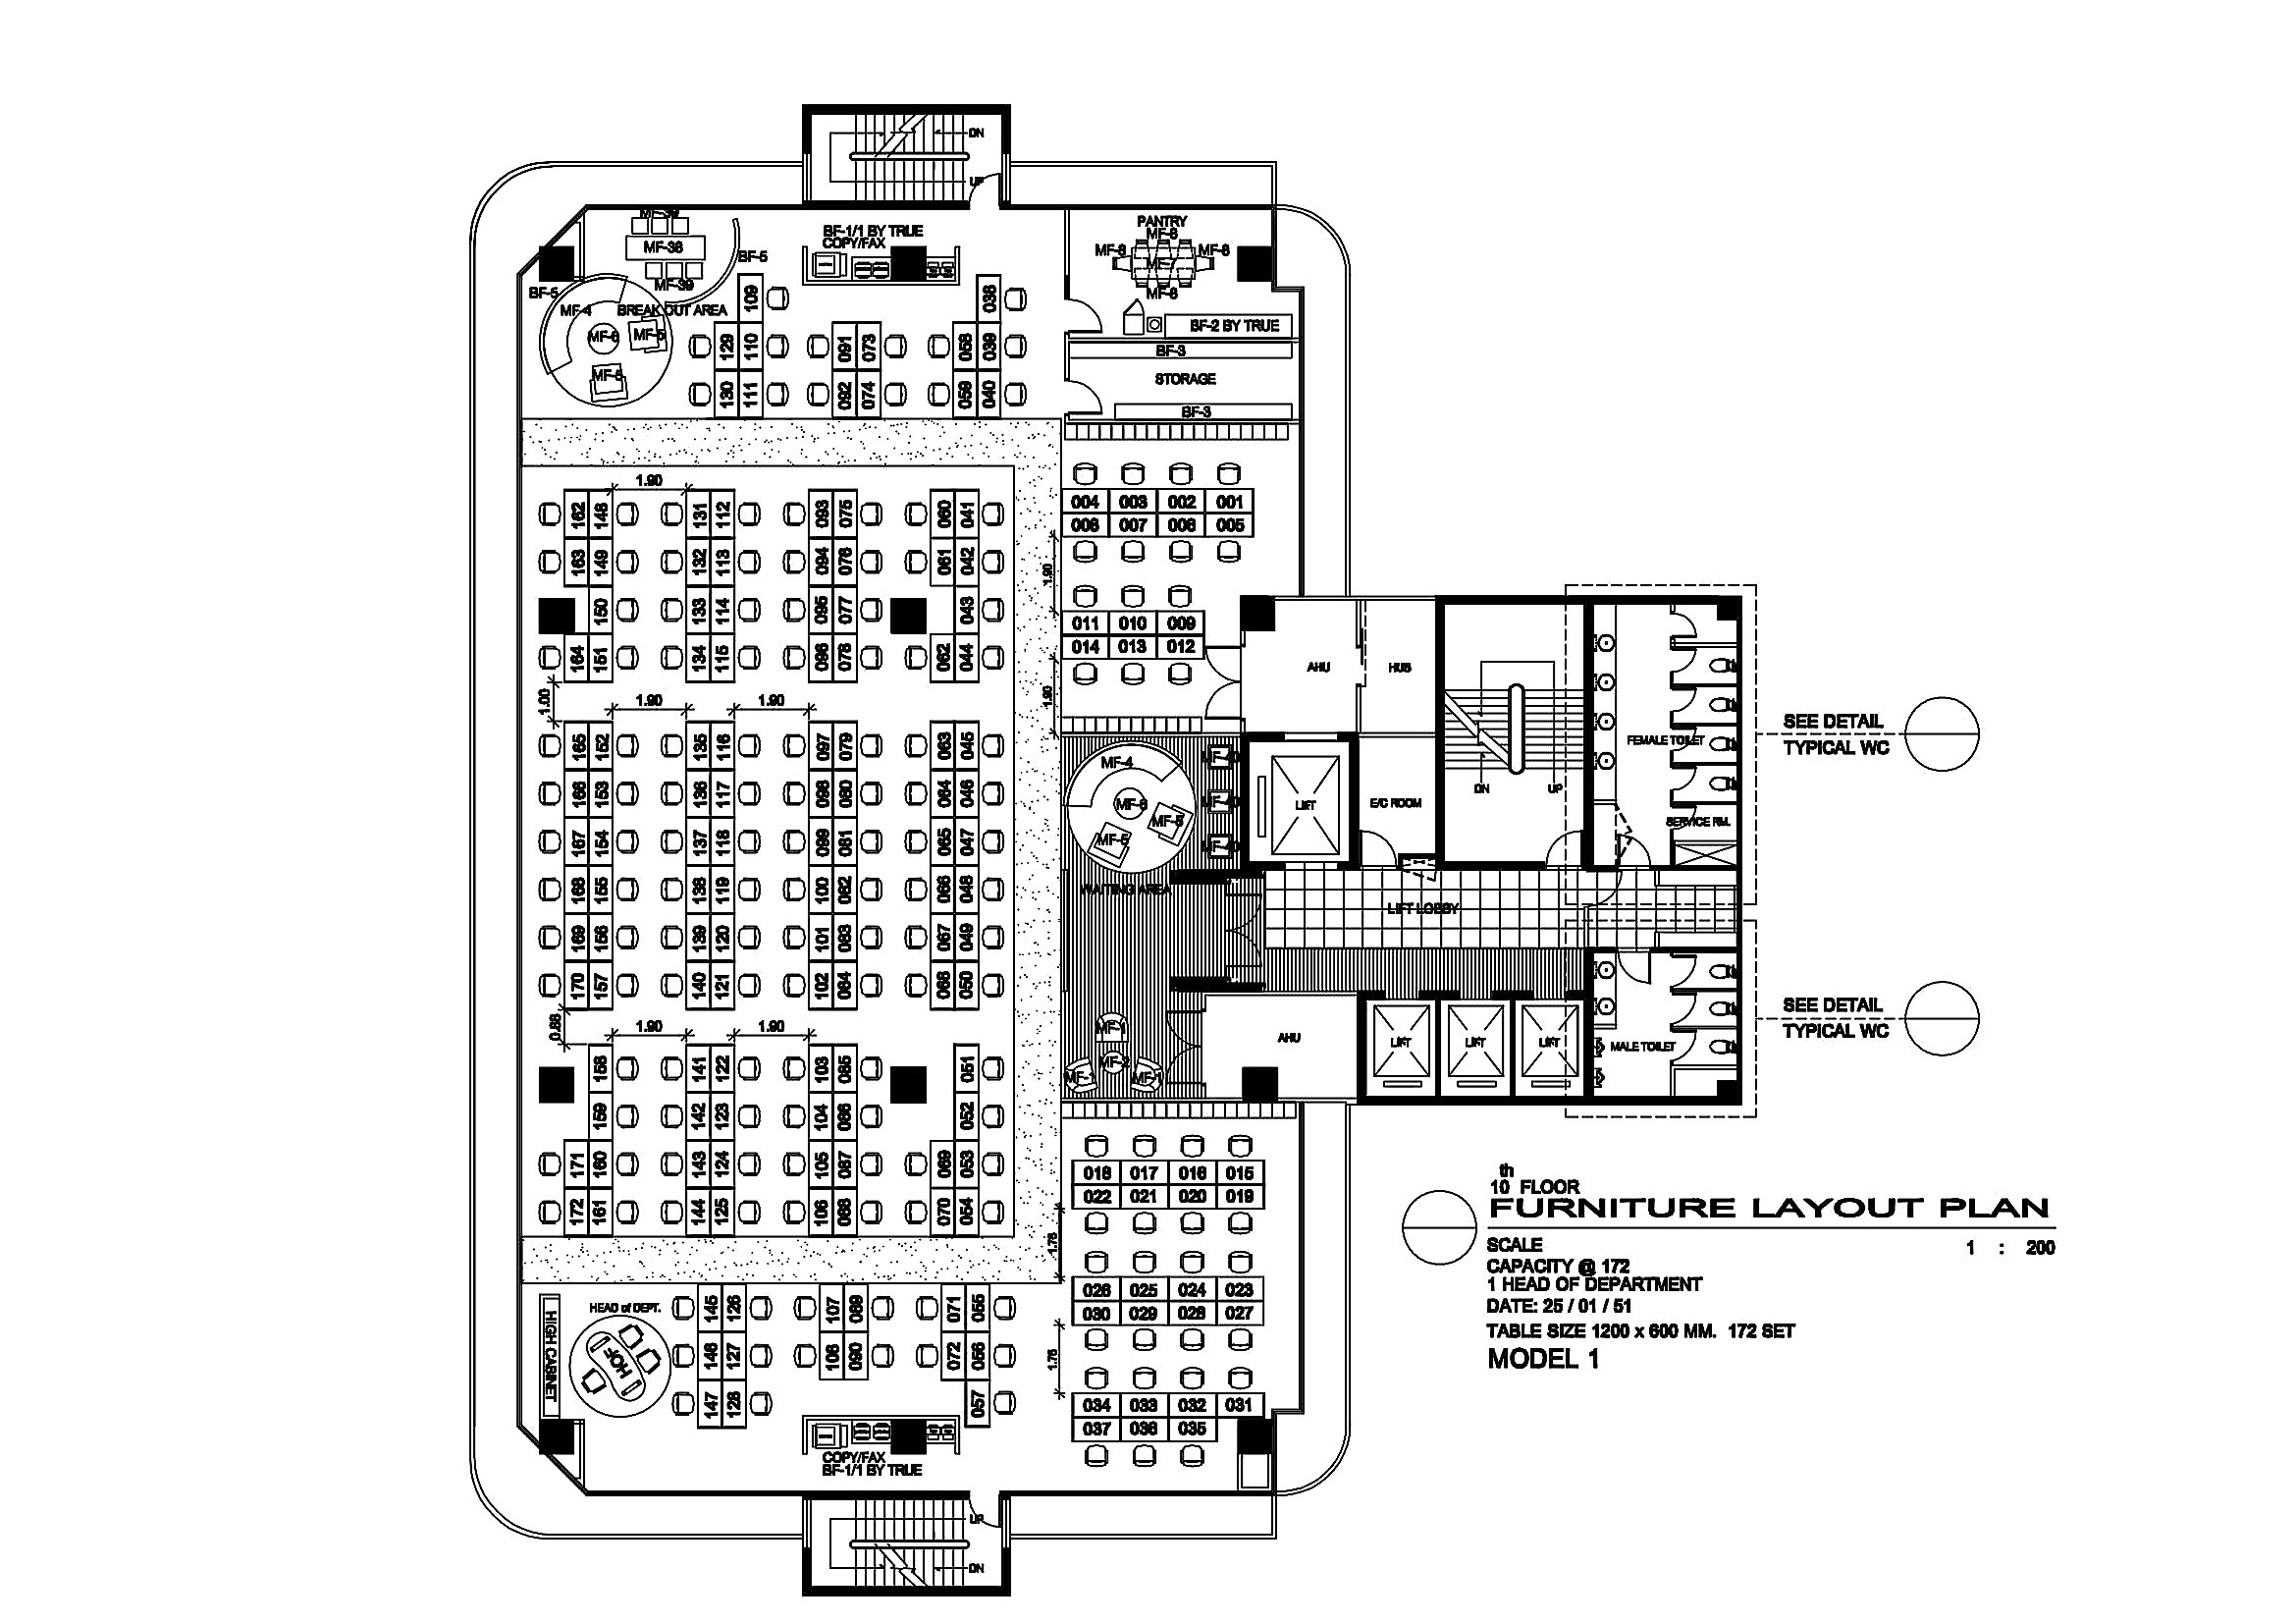 DN
UP
MF-39
MF-38
BF-5
MF-39
BF-5
MF-4
BREAK OUT AREA
MF-6
MF-5
MF-5
BF-1/1 BY TRUE
COPY/FAX
PANTRY
MF-8
MF-8
MF-7
MF-8
MF-8
BF-2 BY TRUE
BF-3
STORAGE
BF-3
109
038
129 110
091 073
058 039
130 111
092 074
059 040
1.90
004 003 002 001
008 007 006 005
1.90
011 010 009
014 013 012
1.90
162 148 131 112 093 075 060 041
163 149 132 113 094 076 061 042
150 133 114 095 077 043
164 151 134 115 096 078 062 044
1.00
1.90
1.90
165 152 135 116 097 079 063 045
166 153 136 117 098 080 064 046
167 154 137 118 099 081 065 047
168 155 138 119 100 082 066 048
169 156 139 120 101 083 067 049
170 157 140 121 102 084 068 050
0.88
1.90
1.90
158 141 122 103 085 051
159 142 123 104 086 052
171 160 143 124 105 087 069 053
172 161 144 125 106 088 070 054
AHU
HUB
MF-4
MF-6
MF-5
MF-5
WAITING AREA
LIFT
E/C ROOM
DN
UP
FEMALE TOILET
SERVICE RM.
LIFT LOBBY
SEE DETAIL
TYPICAL WC
MF-1
MF-2
MF-1
MF-1
AHU
LIFT
LIFT
LIFT
MALE TOILET
SEE DETAIL
TYPICAL WC
018 017 016 015
022 021 020 019
1.76
026 025 024 023
030 029 028 027
1.76
034 033 032 031
037 036 035
HIGH CABINET
HEAD of DEPT.
HOF
145 126 107 089 071 055
146 127 108 090 072 056
147 128 057
COPY/FAX
BF-1/1 BY TRUE
UP
DN
th
10 FLOOR
FURNITURE LAYOUT PLAN
SCALE 1 : 200
CAPACITY @ 172
1 HEAD OF DEPARTMENT
DATE: 25 / 01 / 51
TABLE SIZE 1200 x 600 MM. 172 SET
MODEL 1